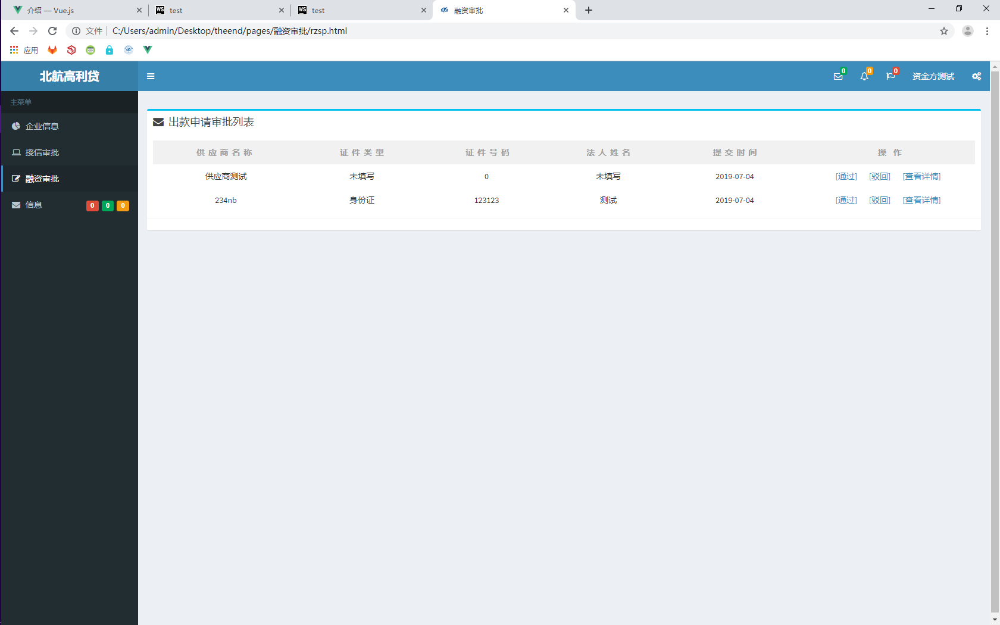 介绍 — Vue.js
WS test
WS test
融资审批
文件 C:/Users/admin/Desktop/theend/pages/融资审批/rzsp.html
应用
北航高利贷
0 0 0 资金方测试
主菜单
企业信息
授信审批
融资审批
信息 0 0 0
出款申请审批列表
供应商名称 证件类型 证件号码 法人姓名 提交时间 操作
供应商测试 未填写 0 未填写 2019-07-04 [通过] [驳回] [查看详情]
234nb 身份证 123123 测试 2019-07-04 [通过] [驳回] [查看详情]